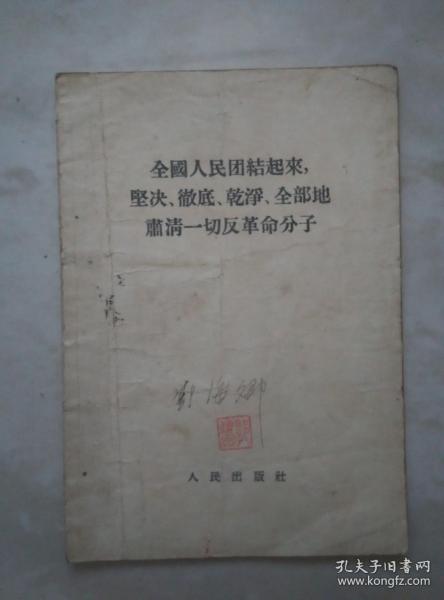 全國人民团結起來，
堅决、徹底、乾淨、全部地
肅清一切反革命分子
人民出版社
孔夫子旧书网
www.kongfz.com